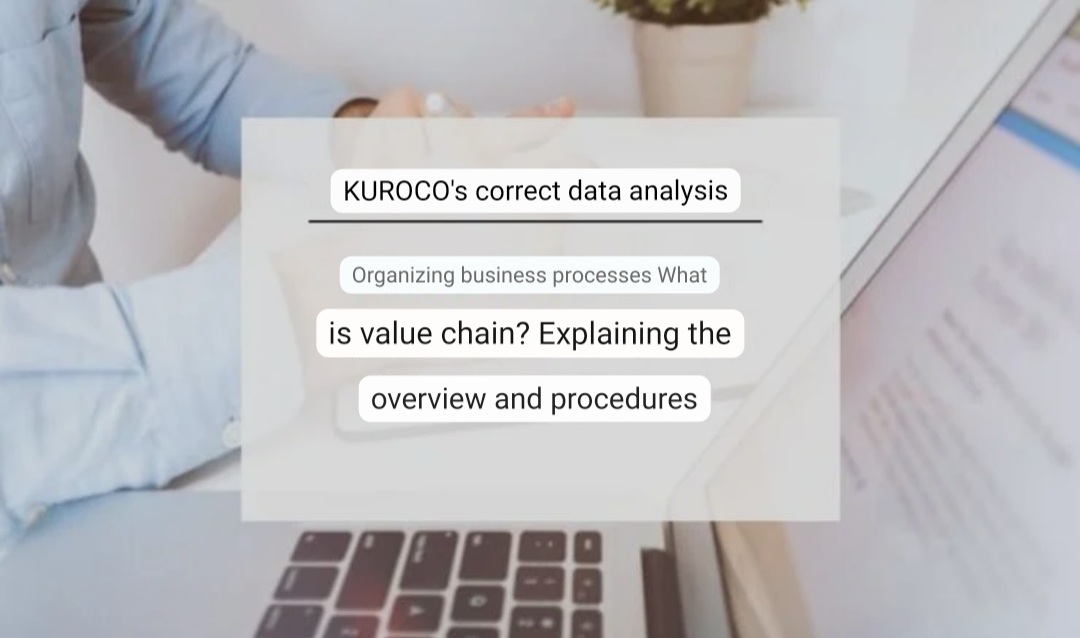 KUROCO's correct data analysis
Organizing business processes What
is value chain? Explaining the
overview and procedures